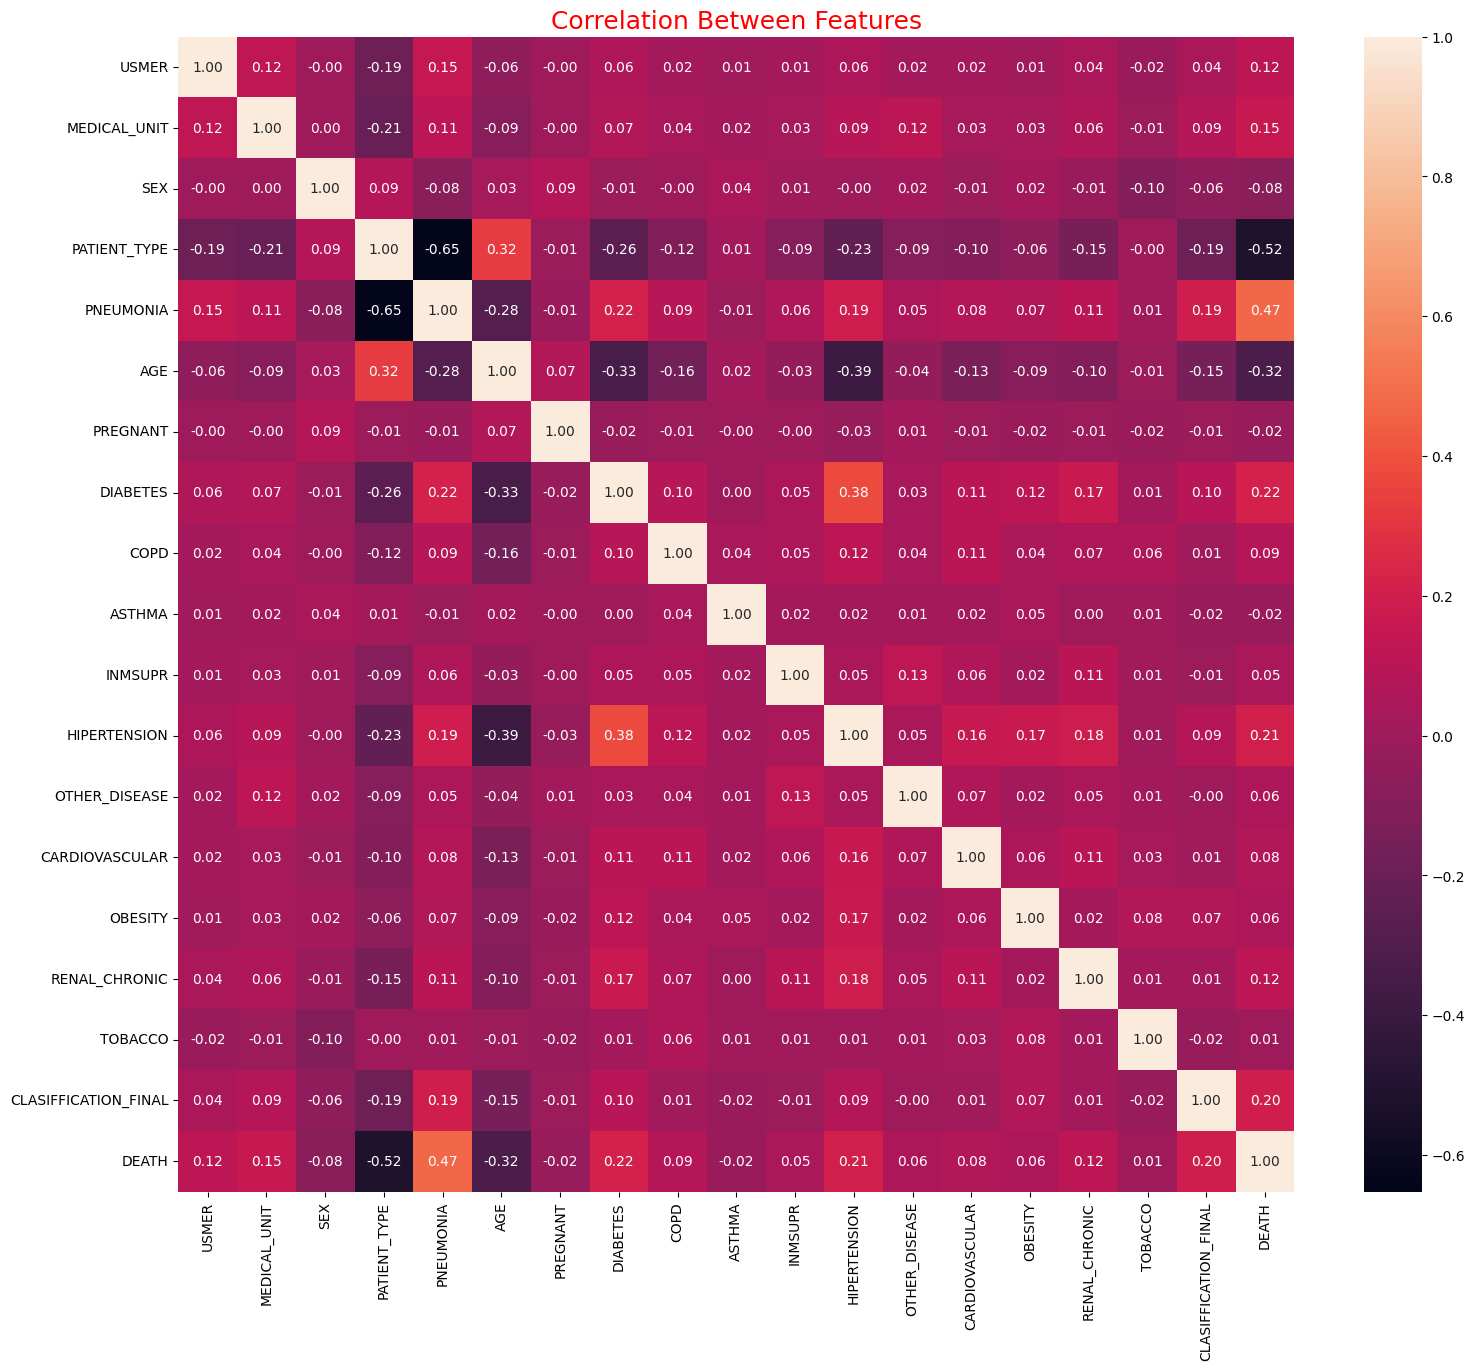 Correlation Between Features
USMER 1.00 0.12 -0.00 -0.19 0.15 -0.06 -0.00 0.06 0.02 0.01 0.01 0.06 0.02 0.02 0.01 0.04 -0.02 0.04 0.12
MEDICAL_UNIT 0.12 1.00 0.00 -0.21 0.11 -0.09 -0.00 0.07 0.04 0.02 0.03 0.09 0.12 0.03 0.03 0.06 -0.01 0.09 0.15
SEX -0.00 0.00 1.00 0.09 -0.08 0.03 0.09 -0.01 -0.00 0.04 0.01 -0.00 0.02 -0.01 0.02 -0.01 -0.10 -0.06 -0.08
PATIENT_TYPE -0.19 -0.21 0.09 1.00 -0.65 0.32 -0.01 -0.26 -0.12 0.01 -0.09 -0.23 -0.09 -0.10 -0.06 -0.15 -0.00 -0.19 -0.52
PNEUMONIA 0.15 0.11 -0.08 -0.65 1.00 -0.28 -0.01 0.22 0.09 -0.01 0.06 0.19 0.05 0.08 0.07 0.11 0.01 0.19 0.47
AGE -0.06 -0.09 0.03 0.32 -0.28 1.00 0.07 -0.33 -0.16 0.02 -0.03 -0.39 -0.04 -0.13 -0.09 -0.10 -0.01 -0.15 -0.32
PREGNANT -0.00 -0.00 0.09 -0.01 -0.01 0.07 1.00 -0.02 -0.01 -0.00 -0.00 -0.03 0.01 -0.01 -0.02 -0.01 -0.02 -0.01 -0.02
DIABETES 0.06 0.07 -0.01 -0.26 0.22 -0.33 -0.02 1.00 0.10 0.00 0.05 0.38 0.03 0.11 0.12 0.17 0.01 0.10 0.22
COPD 0.02 0.04 -0.00 -0.12 0.09 -0.16 -0.01 0.10 1.00 0.04 0.05 0.12 0.04 0.11 0.04 0.07 0.06 0.01 0.09
ASTHMA 0.01 0.02 0.04 0.01 -0.01 0.02 -0.00 0.00 0.04 1.00 0.02 0.02 0.01 0.02 0.05 0.00 0.01 -0.02 -0.02
INMSUPR 0.01 0.03 0.01 -0.09 0.06 -0.03 -0.00 0.05 0.05 0.02 1.00 0.05 0.13 0.06 0.02 0.11 0.01 -0.01 0.05
HIPERTENSION 0.06 0.09 -0.00 -0.23 0.19 -0.39 -0.03 0.38 0.12 0.02 0.05 1.00 0.05 0.16 0.17 0.18 0.01 0.09 0.21
OTHER_DISEASE 0.02 0.12 0.02 -0.09 0.05 -0.04 0.01 0.03 0.04 0.01 0.13 0.05 1.00 0.07 0.02 0.05 0.01 -0.00 0.06
CARDIOVASCULAR 0.02 0.03 -0.01 -0.10 0.08 -0.13 -0.01 0.11 0.11 0.02 0.06 0.16 0.07 1.00 0.06 0.11 0.03 0.01 0.08
OBESITY 0.01 0.03 0.02 -0.06 0.07 -0.09 -0.02 0.12 0.04 0.05 0.02 0.17 0.02 0.06 1.00 0.02 0.08 0.07 0.06
RENAL_CHRONIC 0.04 0.06 -0.01 -0.15 0.11 -0.10 -0.01 0.17 0.07 0.00 0.11 0.18 0.05 0.11 0.02 1.00 0.01 0.01 0.12
TOBACCO -0.02 -0.01 -0.10 -0.00 0.01 -0.01 -0.02 0.01 0.06 0.01 0.01 0.01 0.01 0.03 0.08 0.01 1.00 -0.02 0.01
CLASIFFICATION_FINAL 0.04 0.09 -0.06 -0.19 0.19 -0.15 -0.01 0.10 0.01 -0.02 -0.01 0.09 -0.00 0.01 0.07 0.01 -0.02 1.00 0.20
DEATH 0.12 0.15 -0.08 -0.52 0.47 -0.32 -0.02 0.22 0.09 -0.02 0.05 0.21 0.06 0.08 0.06 0.12 0.01 0.20 1.00
USMER
MEDICAL_UNIT
SEX
PATIENT_TYPE
PNEUMONIA
AGE
PREGNANT
DIABETES
COPD
ASTHMA
INMSUPR
HIPERTENSION
OTHER_DISEASE
CARDIOVASCULAR
OBESITY
RENAL_CHRONIC
TOBACCO
CLASIFFICATION_FINAL
DEATH
1.0
0.8
0.6
0.4
0.2
0.0
−0.2
−0.4
−0.6